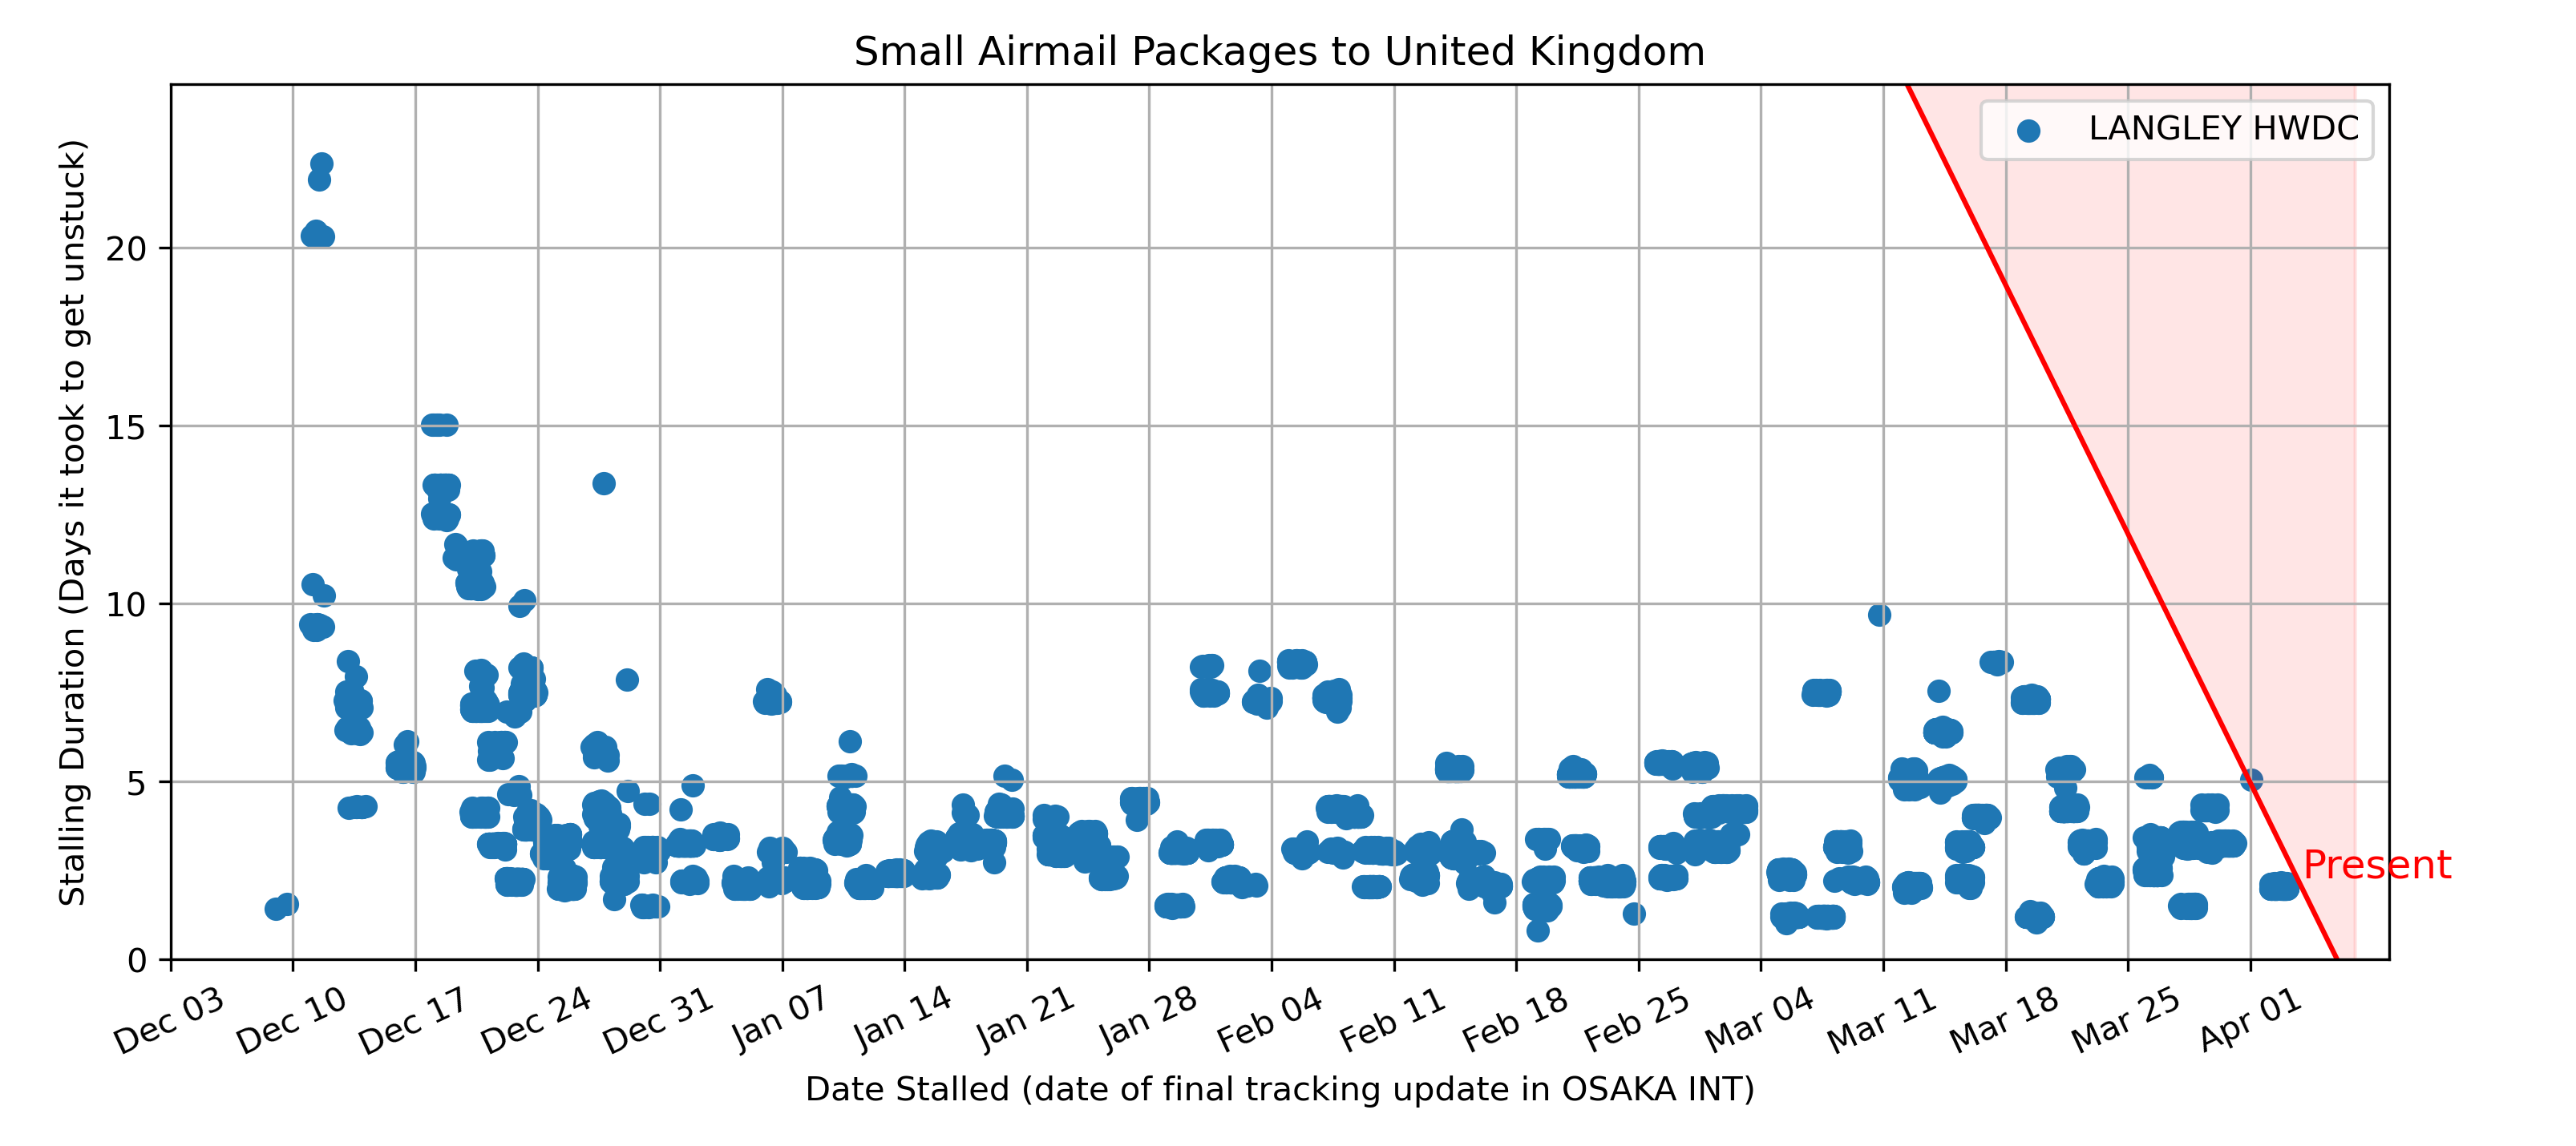 Small Airmail Packages to United Kingdom
LANGLEY HWDC
Stalling Duration (Days it took to get unstuck)
20
15
10
5
0
Present
Dec 03
Dec 10
Dec 17
Dec 24
Dec 31
Jan 07
Jan 14
Jan 21
Jan 28
Feb 04
Feb 11
Feb 18
Feb 25
Mar 04
Mar 11
Mar 18
Mar 25
Apr 01
Date Stalled (date of final tracking update in OSAKA INT)